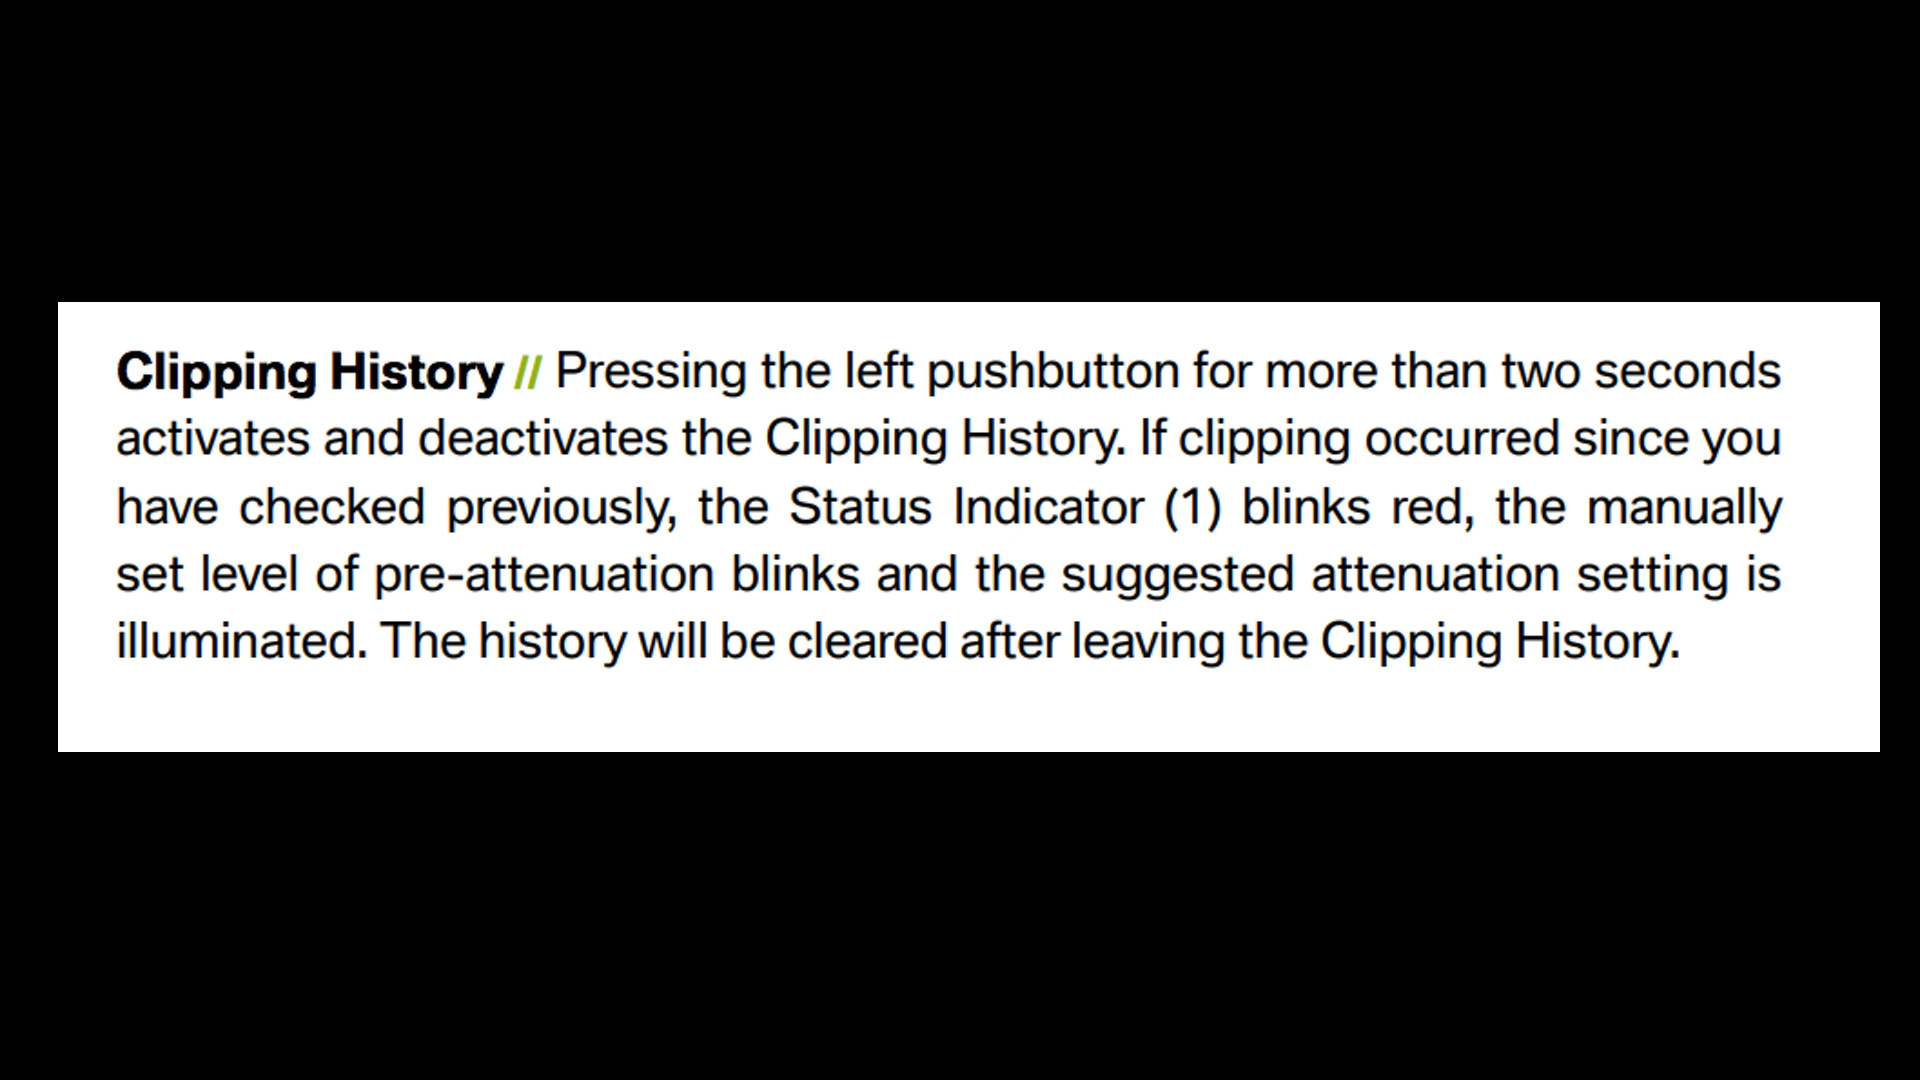 Clipping History // Pressing the left pushbutton for more than two seconds
activates and deactivates the Clipping History. If clipping occurred since you
have checked previously, the Status Indicator (1) blinks red, the manually
set level of pre-attenuation blinks and the suggested attenuation setting is
illuminated. The history will be cleared after leaving the Clipping History.